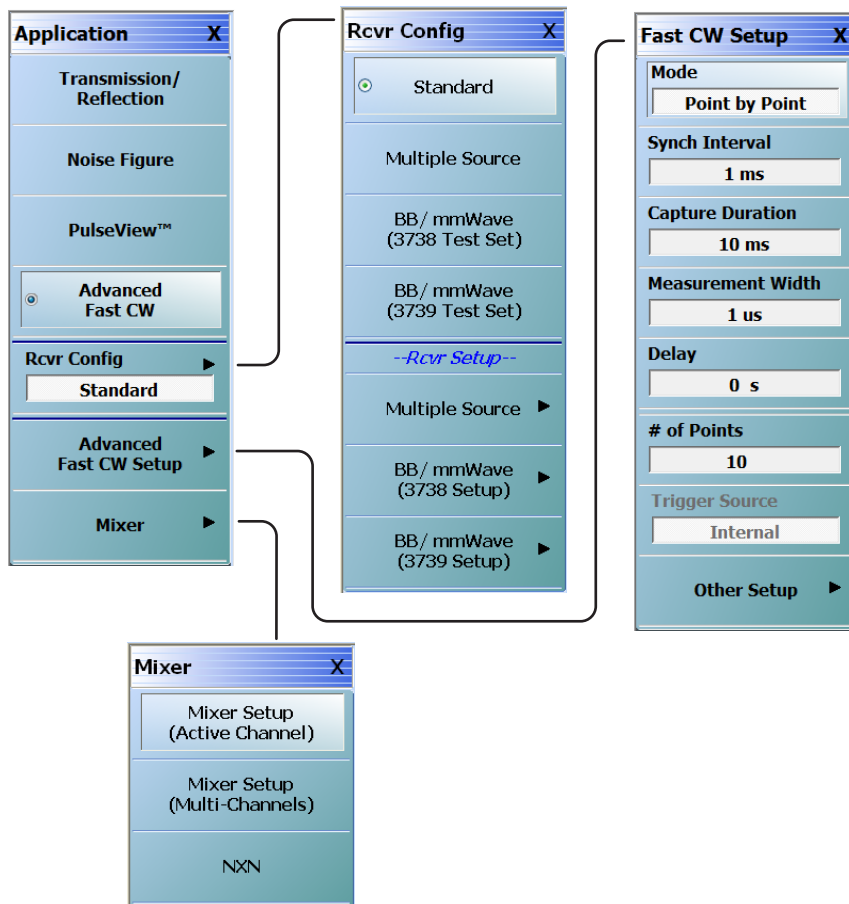 Application X
Transmission/
Reflection
Noise Figure
PulseView™
Advanced
Fast CW
Rcvr Config
Standard
Advanced
Fast CW Setup
Mixer
Rcvr Config X
Standard
Multiple Source
BB/mmWave
(3738 Test Set)
BB/mmWave
(3739 Test Set)
--Rcvr Setup--
Multiple Source
BB/mmWave
(3738 Setup)
BB/mmWave
(3739 Setup)
Fast CW Setup X
Mode
Point by Point
Synch Interval
1 ms
Capture Duration
10 ms
Measurement Width
1 us
Delay
0 s
# of Points
10
Trigger Source
Internal
Other Setup
Mixer X
Mixer Setup
(Active Channel)
Mixer Setup
(Multi-Channels)
NXN